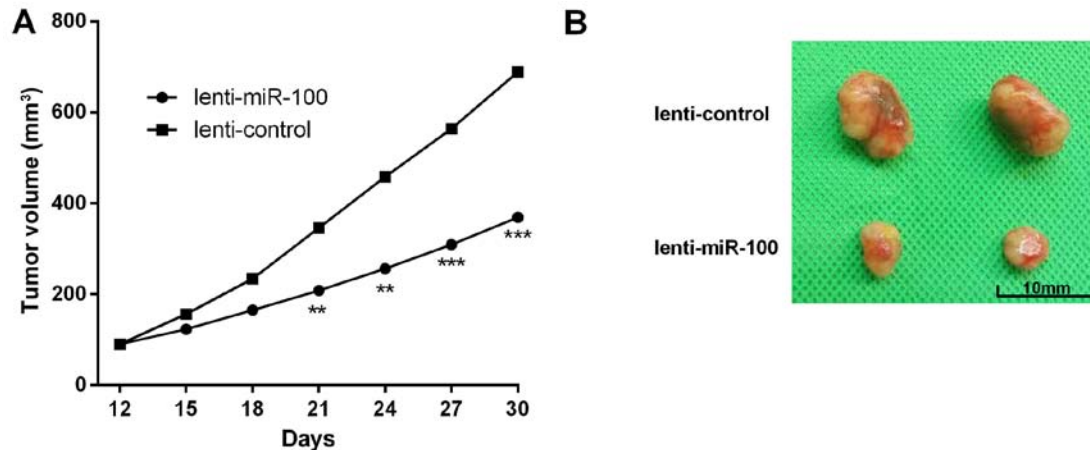 A
Tumor volume (mm³)
800
600
400
200
0
lenti-miR-100
lenti-control
**
**
***
***
12 15 18 21 24 27 30
Days
B
lenti-control
lenti-miR-100
10mm